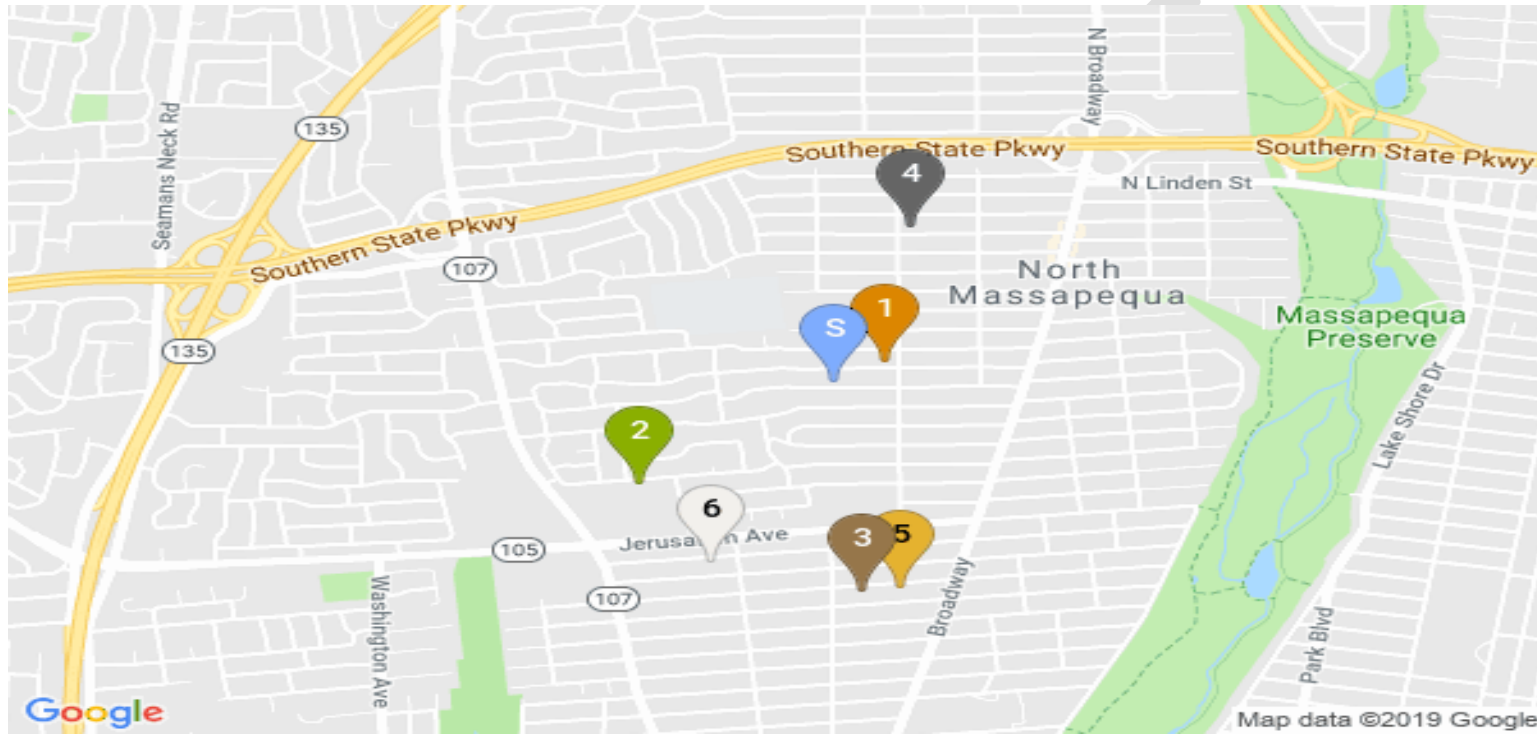 N Broadway
Seamans Neck Rd
135
Southern State Pkwy
Southern State Pkwy
4
N Linden St
Southern State Pkwy
107
North
Massapequa
1
S
Massapequa
Preserve
135
Lake Shore Dr
2
6
Jerusalem Ave
105
3
5
107
Washington Ave
Broadway
Park Blvd
Google
Map data ©2019 Google